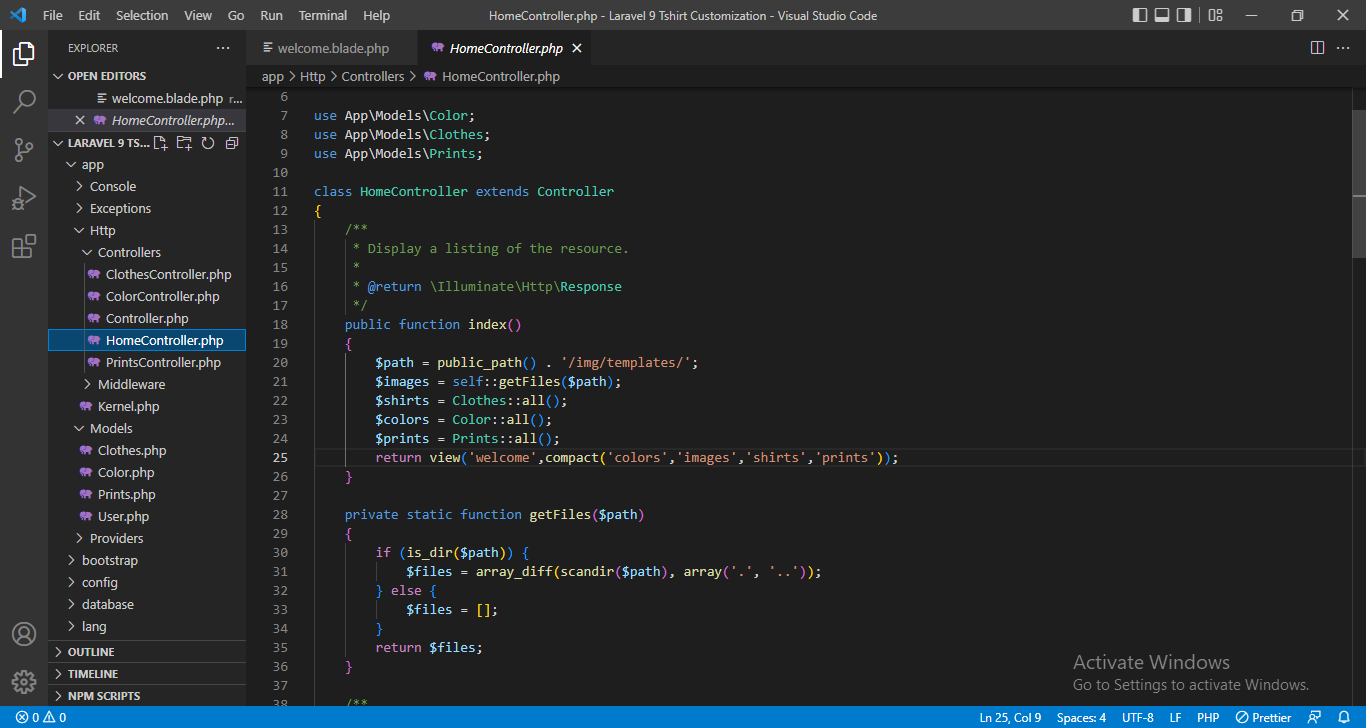 File Edit Selection View Go Run Terminal Help HomeController.php - Laravel 9 Tshirt Customization - Visual Studio Code
EXPLORER
OPEN EDITORS
welcome.blade.php r...
HomeController.php...
LARAVEL 9 TS...
app
Console
Exceptions
Http
Controllers
ClothesController.php
ColorController.php
Controller.php
HomeController.php
PrintsController.php
Middleware
Kernel.php
Models
Clothes.php
Color.php
Prints.php
User.php
Providers
bootstrap
config
database
lang
OUTLINE
TIMELINE
NPM SCRIPTS
welcome.blade.php HomeController.php
app > Http > Controllers > HomeController.php
6
7 use App\Models\Color;
8 use App\Models\Clothes;
9 use App\Models\Prints;
10
11 class HomeController extends Controller
12 {
13 /**
14 * Display a listing of the resource.
15 *
16 * @return \Illuminate\Http\Response
17 */
18 public function index()
19 {
20 $path = public_path() . '/img/templates/';
21 $images = self::getFiles($path);
22 $shirts = Clothes::all();
23 $colors = Color::all();
24 $prints = Prints::all();
25 return view('welcome',compact('colors','images','shirts','prints'));
26 }
27
28 private static function getFiles($path)
29 {
30 if (is_dir($path)) {
31 $files = array_diff(scandir($path), array('.', '..'));
32 } else {
33 $files = [];
34 }
35 return $files;
36 }
37
38 /**
Activate Windows
Go to Settings to activate Windows.
0 0 Ln 25, Col 9 Spaces: 4 UTF-8 LF PHP Prettier